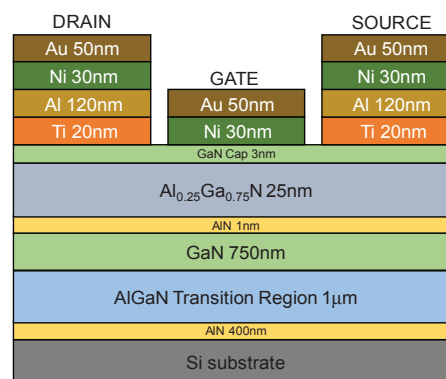 DRAIN
SOURCE
Au 50nm
Au 50nm
Ni 30nm
GATE
Ni 30nm
Al 120nm
Au 50nm
Al 120nm
Ti 20nm
Ni 30nm
Ti 20nm
GaN Cap 3nm
Al0.25Ga0.75N 25nm
AlN 1nm
GaN 750nm
AlGaN Transition Region 1µm
AlN 400nm
Si substrate